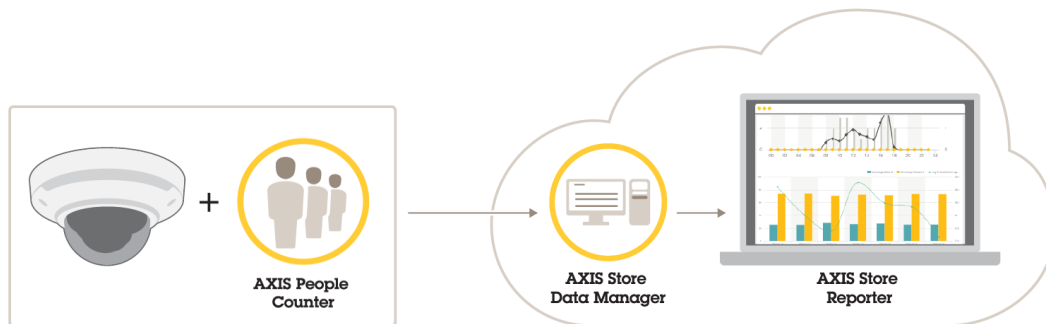 +
AXIS People
Counter
AXIS Store
Data Manager
AXIS Store
Reporter